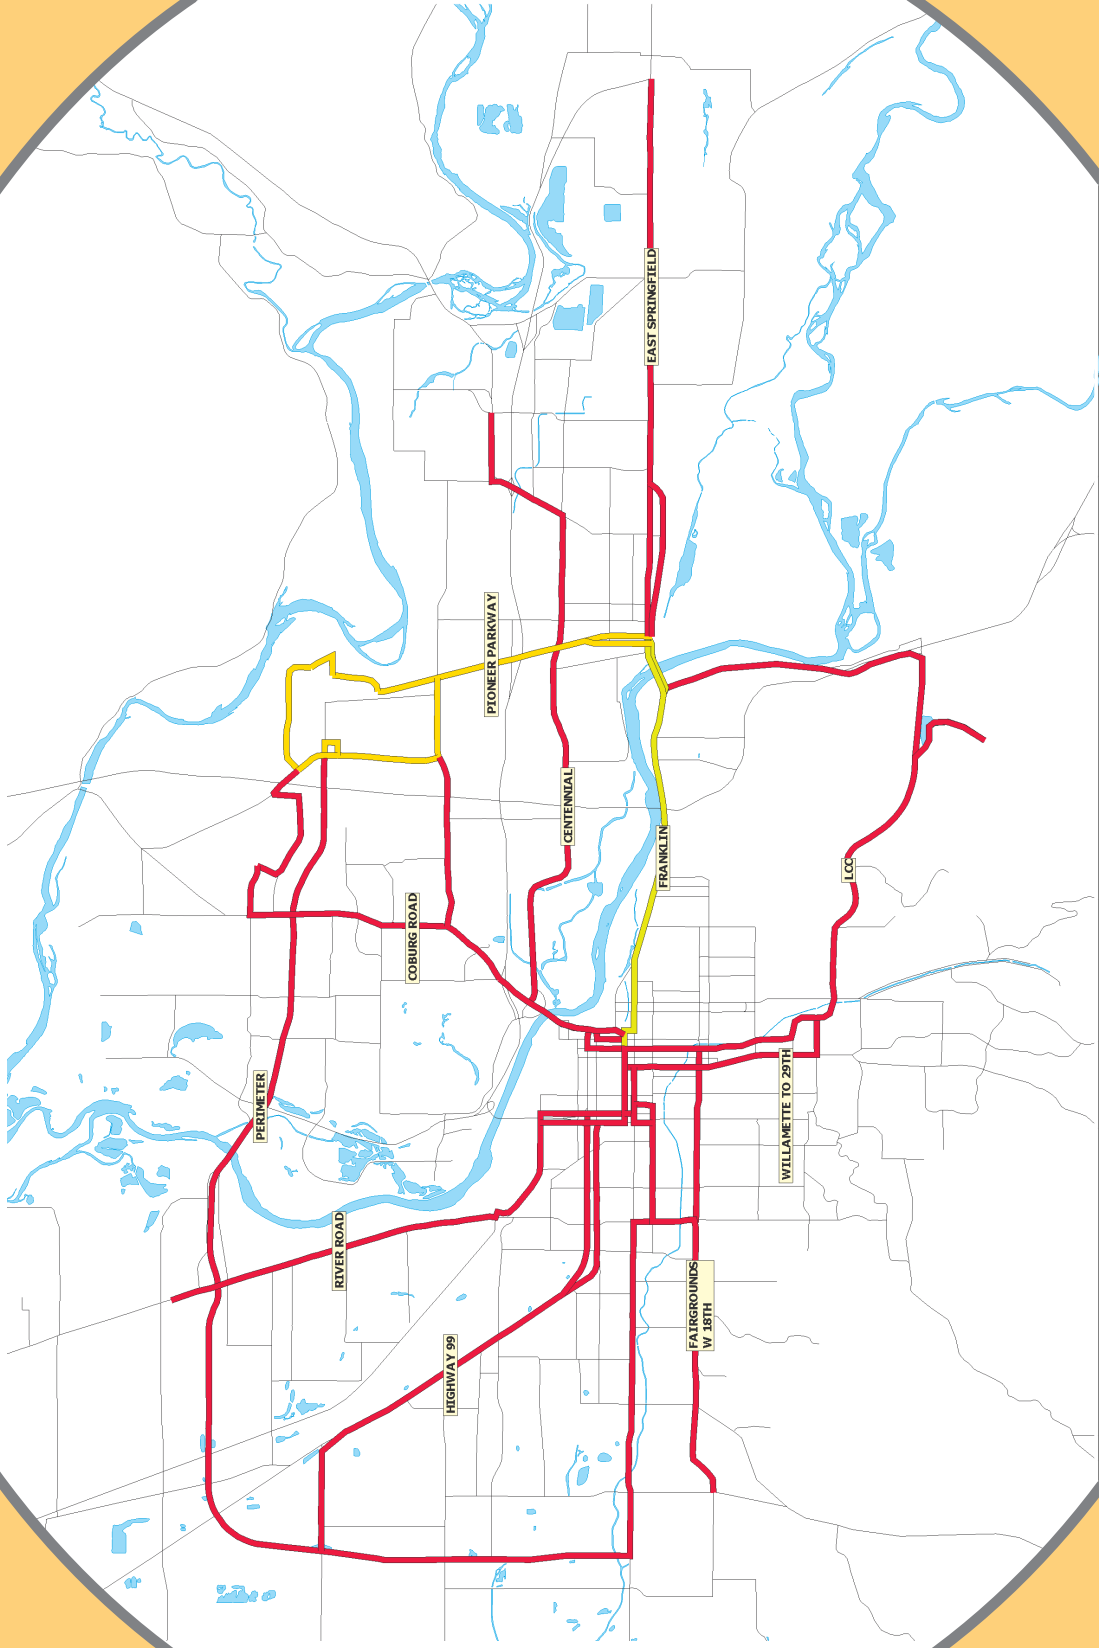 EAST SPRINGFIELD
PIONEER PARKWAY
CENTENNIAL
FRANKLIN
LCC
COBURG ROAD
PERIMETER
WILLAMETTE TO 29TH
RIVER ROAD
FAIRGROUNDS
W 18TH
HIGHWAY 99